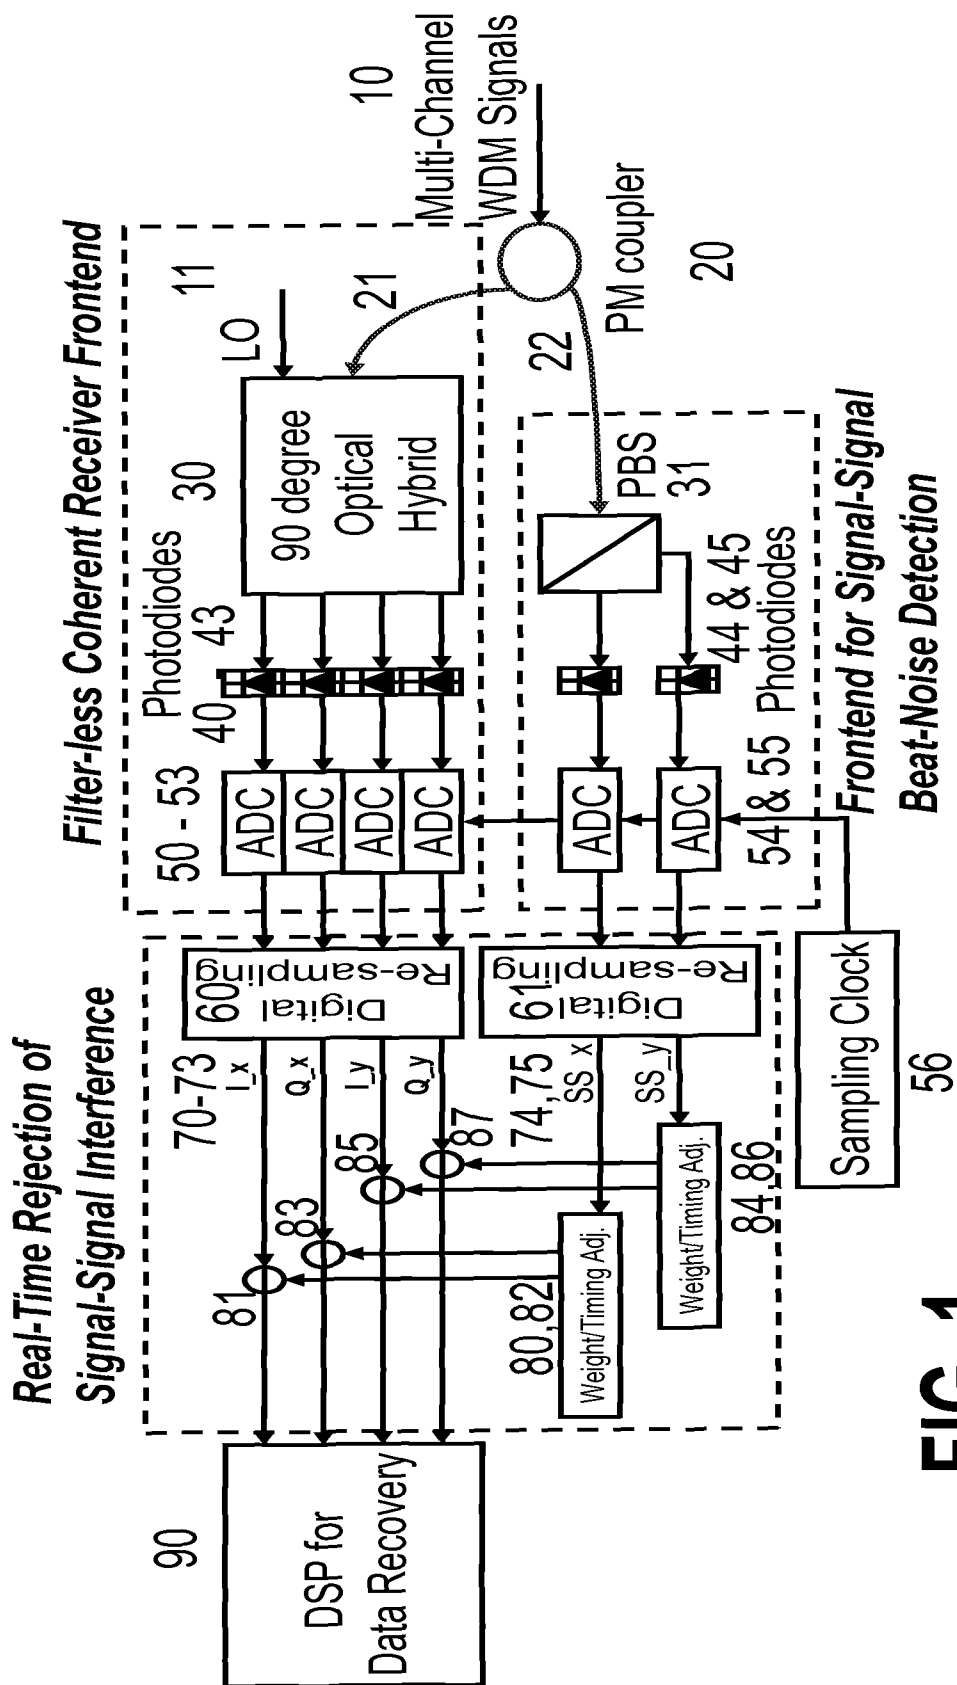 Real-Time Rejection of
Signal-Signal Interference
Filter-less Coherent Receiver Frontend
90
DSP for
Data Recovery
81
83
85
87
70-73
I_x
Q_x
I_y
Q_y
60
Digital
Re-sampling
50 - 53
ADC
ADC
ADC
ADC
Photodiodes
40
43
30
90 degree
Optical
Hybrid
LO
11
21
10
Multi-Channel
WDM Signals
PM coupler
20
22
PBS
31
44 & 45
Photodiodes
ADC
ADC
54 & 55
Frontend for Signal-Signal
Beat-Noise Detection
61
Digital
Re-sampling
74,75
SS_x
SS_y
80,82
Weight/Timing Adj.
Weight/Timing Adj.
84,86
Sampling Clock
56
FIG. 1